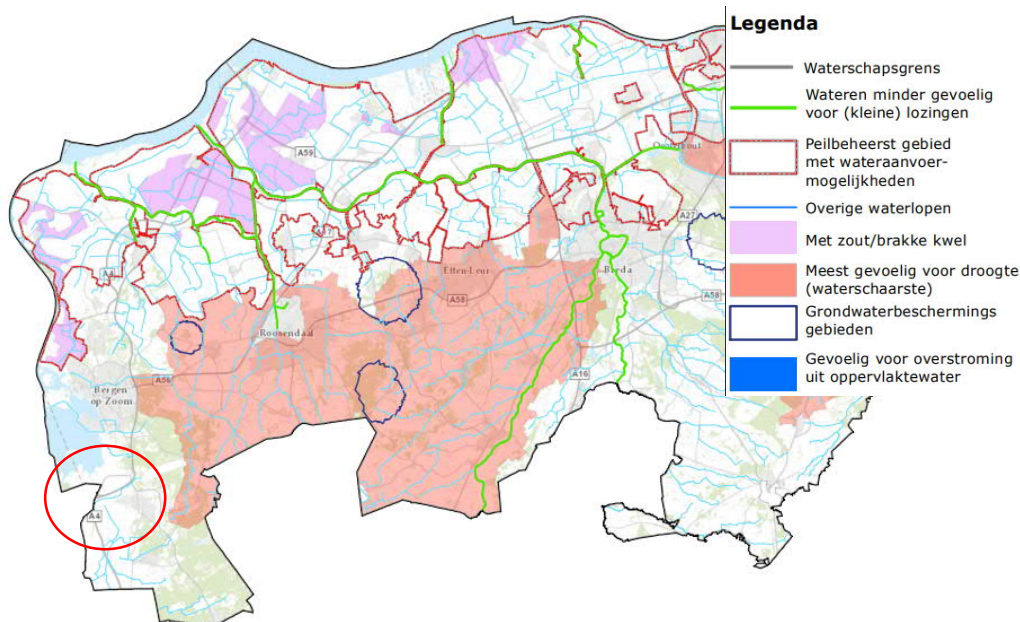 Legenda
Waterschapsgrens
Wateren minder gevoelig
voor (kleine) lozingen
Peilbeheerst gebied
met wateraanvoer-
mogelijkheden
Overige waterlopen
Met zout/brakke kwel
Meest gevoelig voor droogte
(waterschaarste)
Grondwaterbeschermings
gebieden
Gevoelig voor overstroming
uit oppervlaktewater
A59
Oosterhout
A27
A17
A4
Etten-Leur
Breda
A58
A58
Roosendaal
A16
A58
Bergen
op Zoom
A4